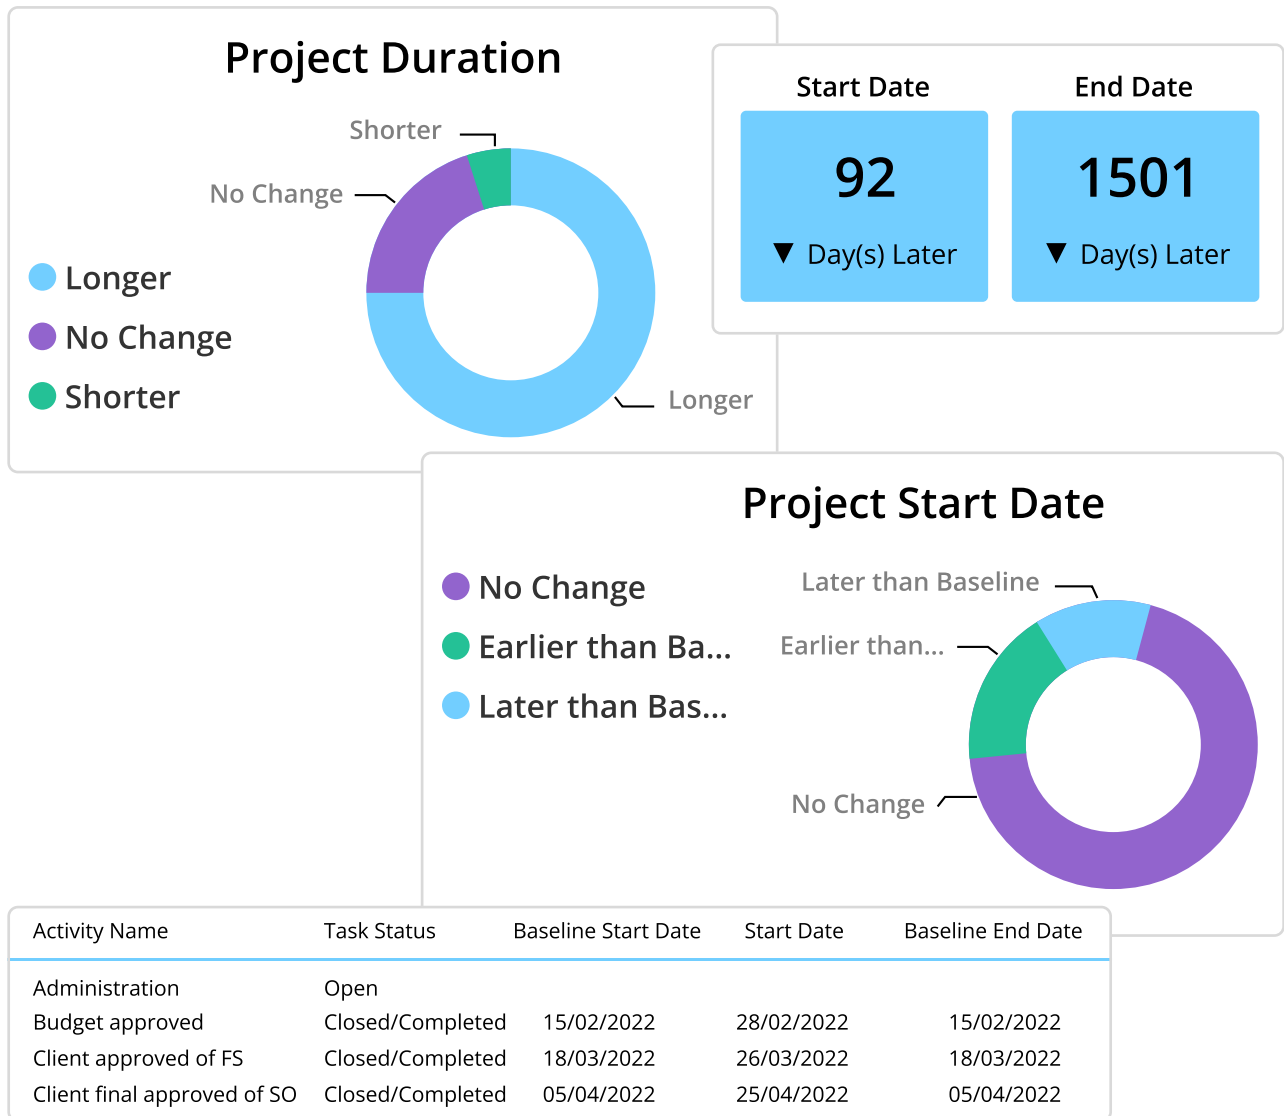 Project Duration
Shorter
No Change
Longer
No Change
Shorter
Longer
Start Date
End Date
92
1501
▼ Day(s) Later
▼ Day(s) Later
Project Start Date
No Change
Earlier than Ba...
Later than Bas...
Later than Baseline
Earlier than...
No Change
Activity Name Task Status Baseline Start Date Start Date Baseline End Date
Administration Open
Budget approved Closed/Completed 15/02/2022 28/02/2022 15/02/2022
Client approved of FS Closed/Completed 18/03/2022 26/03/2022 18/03/2022
Client final approved of SO Closed/Completed 05/04/2022 25/04/2022 05/04/2022